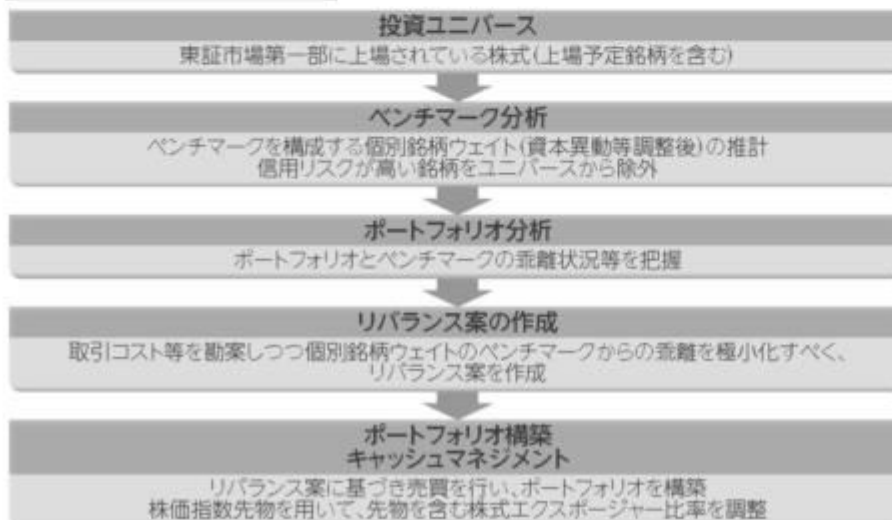 投資ユニバース
東証市場第一部に上場されている株式(上場予定銘柄を含む)
ベンチマーク分析
ベンチマークを構成する個別銘柄ウェイト(資本異動等調整後)の推計
信用リスクが高い銘柄をユニバースから除外
ポートフォリオ分析
ポートフォリオとベンチマークの乖離状況等を把握
リバランス案の作成
取引コスト等を勘案しつつ個別銘柄ウェイトのベンチマークからの乖離を極小化すべく、
リバランス案を作成
ポートフォリオ構築
キャッシュマネジメント
リバランス案に基づき売買を行い、ポートフォリオを構築
株価指数先物を用いて、先物を含む株式エクスポージャー比率を調整